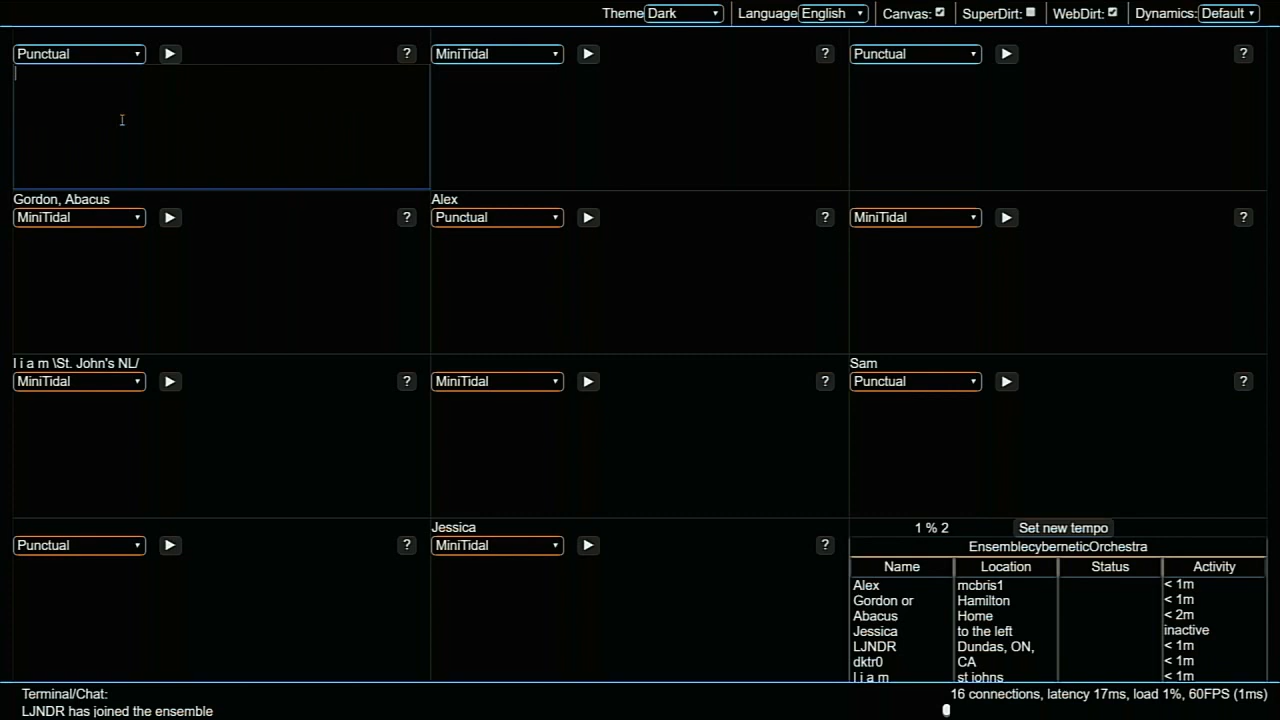 Theme Dark Language English Canvas: SuperDirt: WebDirt: Dynamics: Default
Punctual ? MiniTidal ? Punctual ?
Gordon, Abacus Alex
MiniTidal ? Punctual ? MiniTidal ?
l i a m \St. John's NL/ Sam
MiniTidal ? MiniTidal ? Punctual ?
Jessica 1 % 2 Set new tempo
Punctual ? MiniTidal ? EnsemblecyberneticOrchestra
Name Location Status Activity
Alex mcbris1 < 1m
Gordon or Hamilton < 1m
Abacus Home < 2m
Jessica to the left inactive
LJNDR Dundas, ON, < 1m
dktr0 CA < 1m
l i a m st johns < 1m
Terminal/Chat: 16 connections, latency 17ms, load 1%, 60FPS (1ms)
LJNDR has joined the ensemble